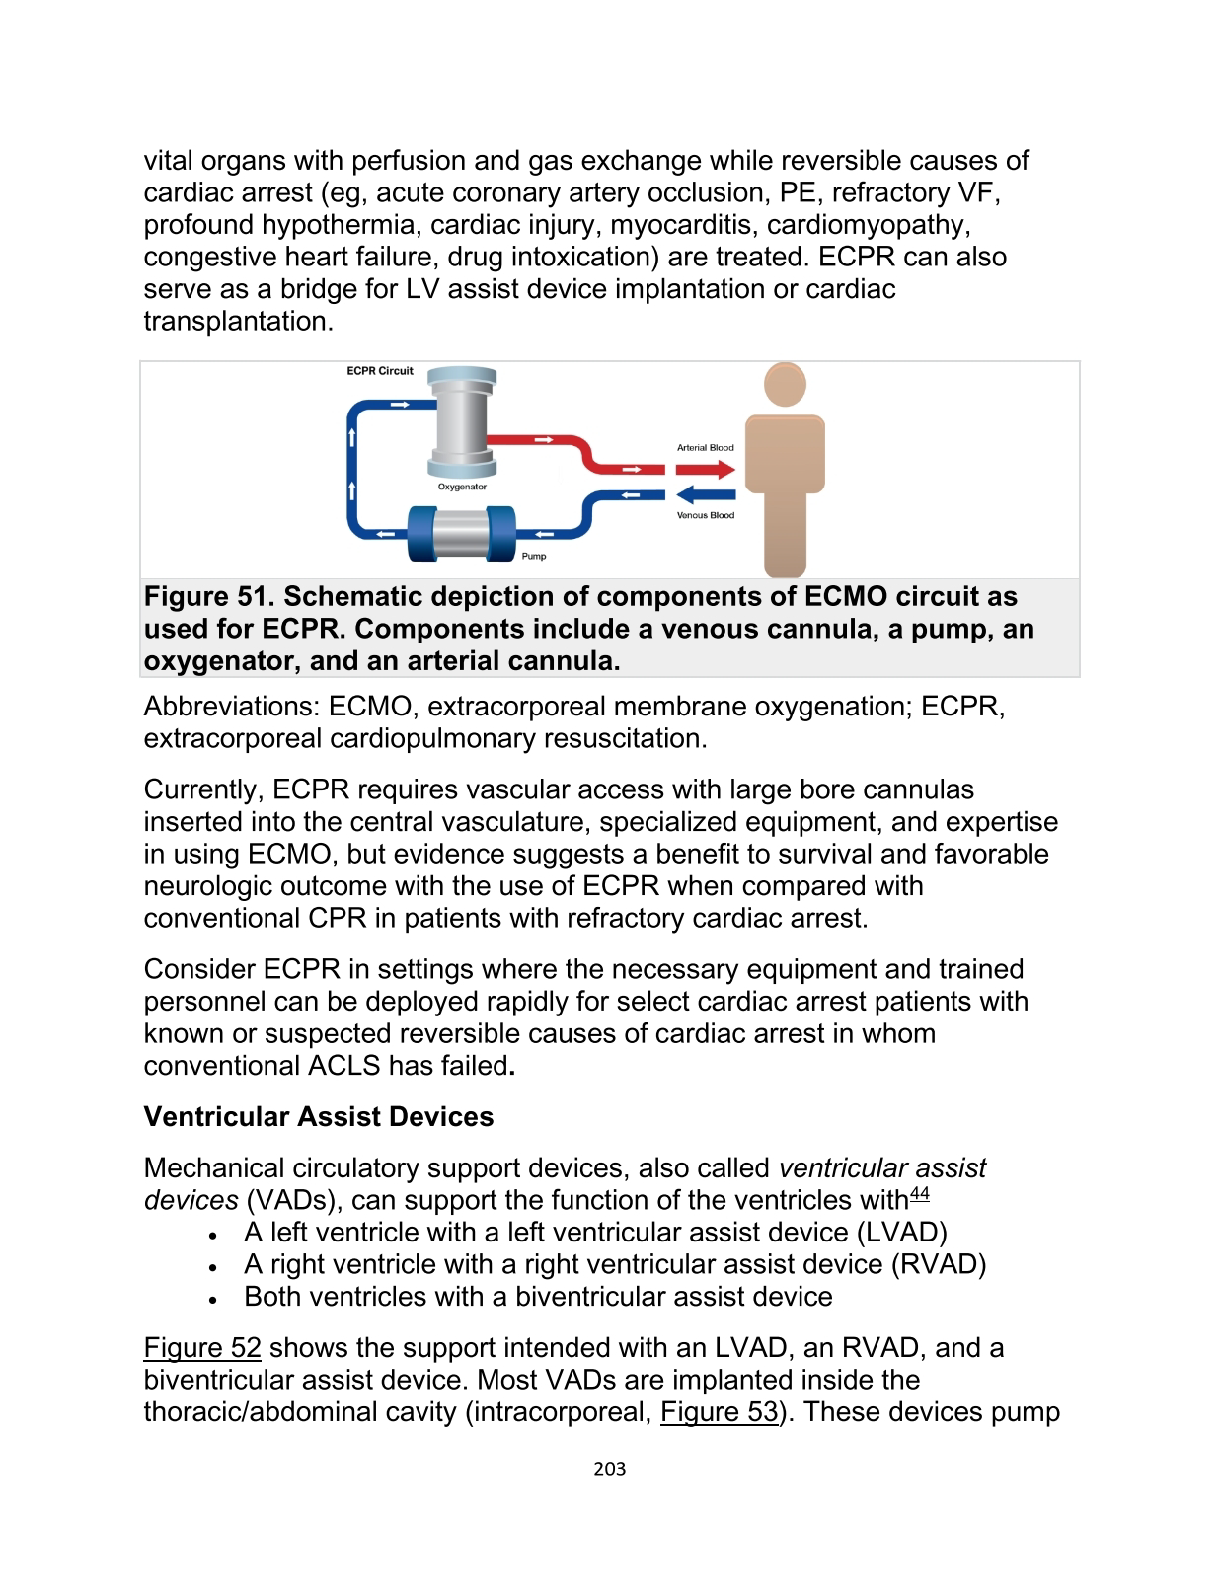 vital organs with perfusion and gas exchange while reversible causes of
cardiac arrest (eg, acute coronary artery occlusion, PE, refractory VF,
profound hypothermia, cardiac injury, myocarditis, cardiomyopathy,
congestive heart failure, drug intoxication) are treated. ECPR can also
serve as a bridge for LV assist device implantation or cardiac
transplantation.
ECPR Circuit
Arterial Blood
Oxygenator
Venous Blood
Pump
Figure 51. Schematic depiction of components of ECMO circuit as
used for ECPR. Components include a venous cannula, a pump, an
oxygenator, and an arterial cannula.
Abbreviations: ECMO, extracorporeal membrane oxygenation; ECPR,
extracorporeal cardiopulmonary resuscitation.
Currently, ECPR requires vascular access with large bore cannulas
inserted into the central vasculature, specialized equipment, and expertise
in using ECMO, but evidence suggests a benefit to survival and favorable
neurologic outcome with the use of ECPR when compared with
conventional CPR in patients with refractory cardiac arrest.
Consider ECPR in settings where the necessary equipment and trained
personnel can be deployed rapidly for select cardiac arrest patients with
known or suspected reversible causes of cardiac arrest in whom
conventional ACLS has failed.
Ventricular Assist Devices
Mechanical circulatory support devices, also called ventricular assist
devices (VADs), can support the function of the ventricles with44
• A left ventricle with a left ventricular assist device (LVAD)
• A right ventricle with a right ventricular assist device (RVAD)
• Both ventricles with a biventricular assist device
Figure 52 shows the support intended with an LVAD, an RVAD, and a
biventricular assist device. Most VADs are implanted inside the
thoracic/abdominal cavity (intracorporeal, Figure 53). These devices pump
203